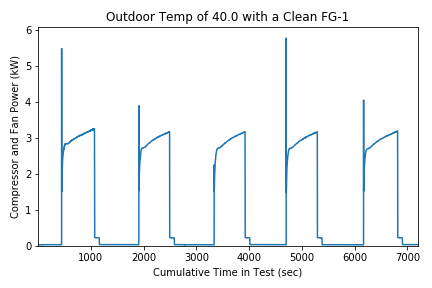 Outdoor Temp of 40.0 with a Clean FG-1
Compressor and Fan Power (kW)
6
5
4
3
2
1
0
1000 2000 3000 4000 5000 6000 7000
Cumulative Time in Test (sec)